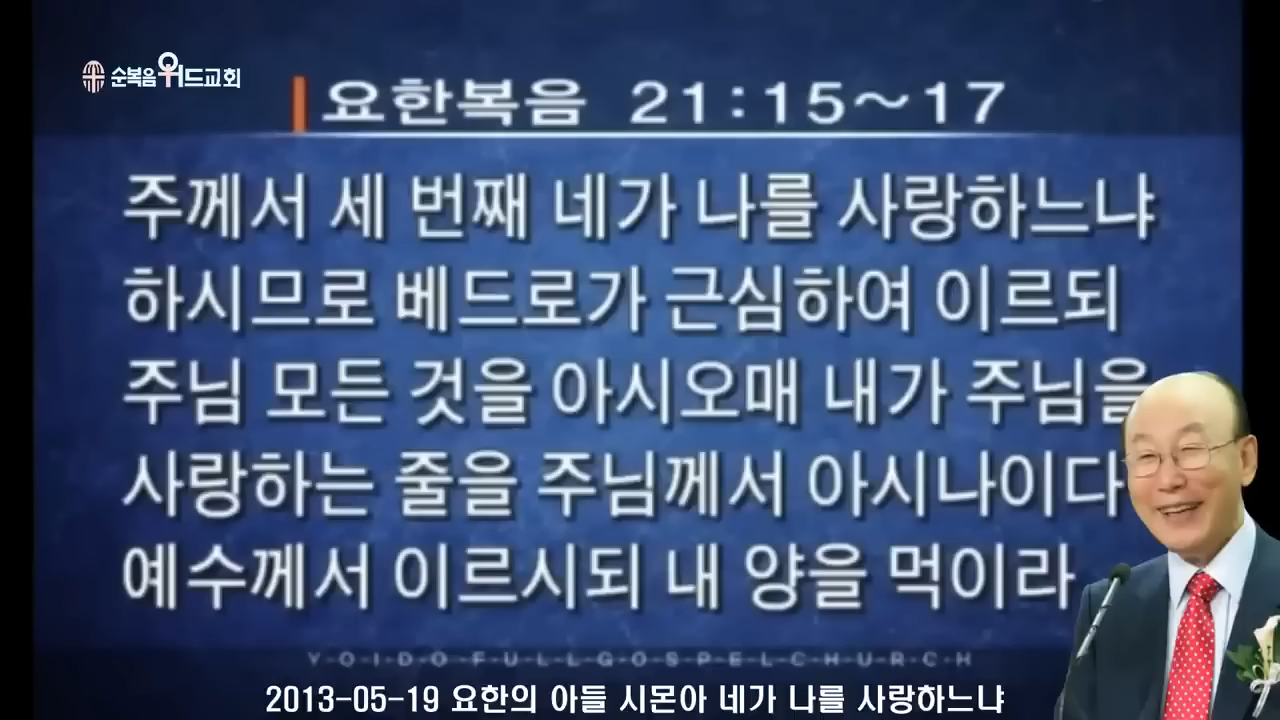 순복음워드교회
요한복음 21:15~17
주께서 세 번째 네가 나를 사랑하느냐
하시므로 베드로가 근심하여 이르되
주님 모든 것을 아시오매 내가 주님을
사랑하는 줄을 주님께서 아시나이다
예수께서 이르시되 내 양을 먹이라
Y-O-I-D-O-F-U-L-L-G-O-S-P-E-L-C-H-U-R-C-H
2013-05-19 요한의 아들 시몬아 네가 나를 사랑하느냐